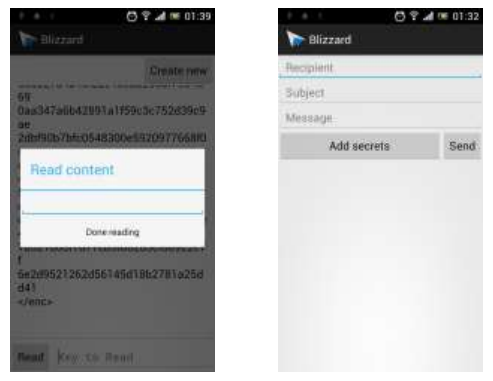 01:39
Blizzard
Create new
69
0aa347a6b42891a1f59c3c752d39c9
ae
Read content
Done reading
f
6e2d9521262d56145d18b2781a25d
d41
</enc>
Read
Key to Read
01:32
Blizzard
Recipient
Subject
Message
Add secrets
Send